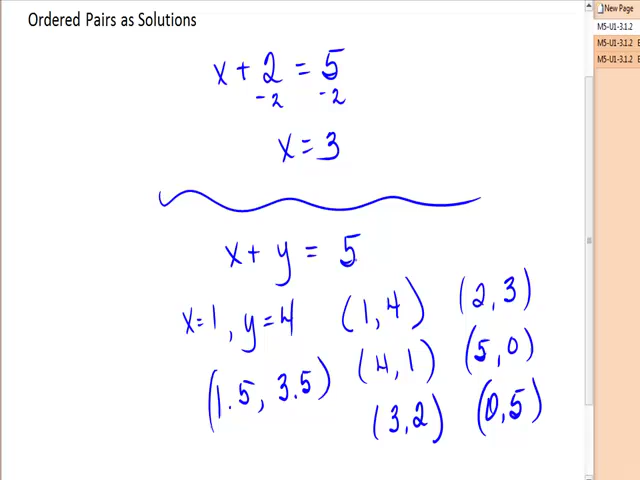 Ordered Pairs as Solutions
New Page
M5-U1-3.1.2
M5-U1-3.1.2 E
M5-U1-3.1.2 E
x + 2 = 5
-2 -2
x = 3
x + y = 5
x = 1, y = 4 (1, 4) (2, 3)
(1.5, 3.5) (4, 1) (5, 0)
(3, 2) (0, 5)